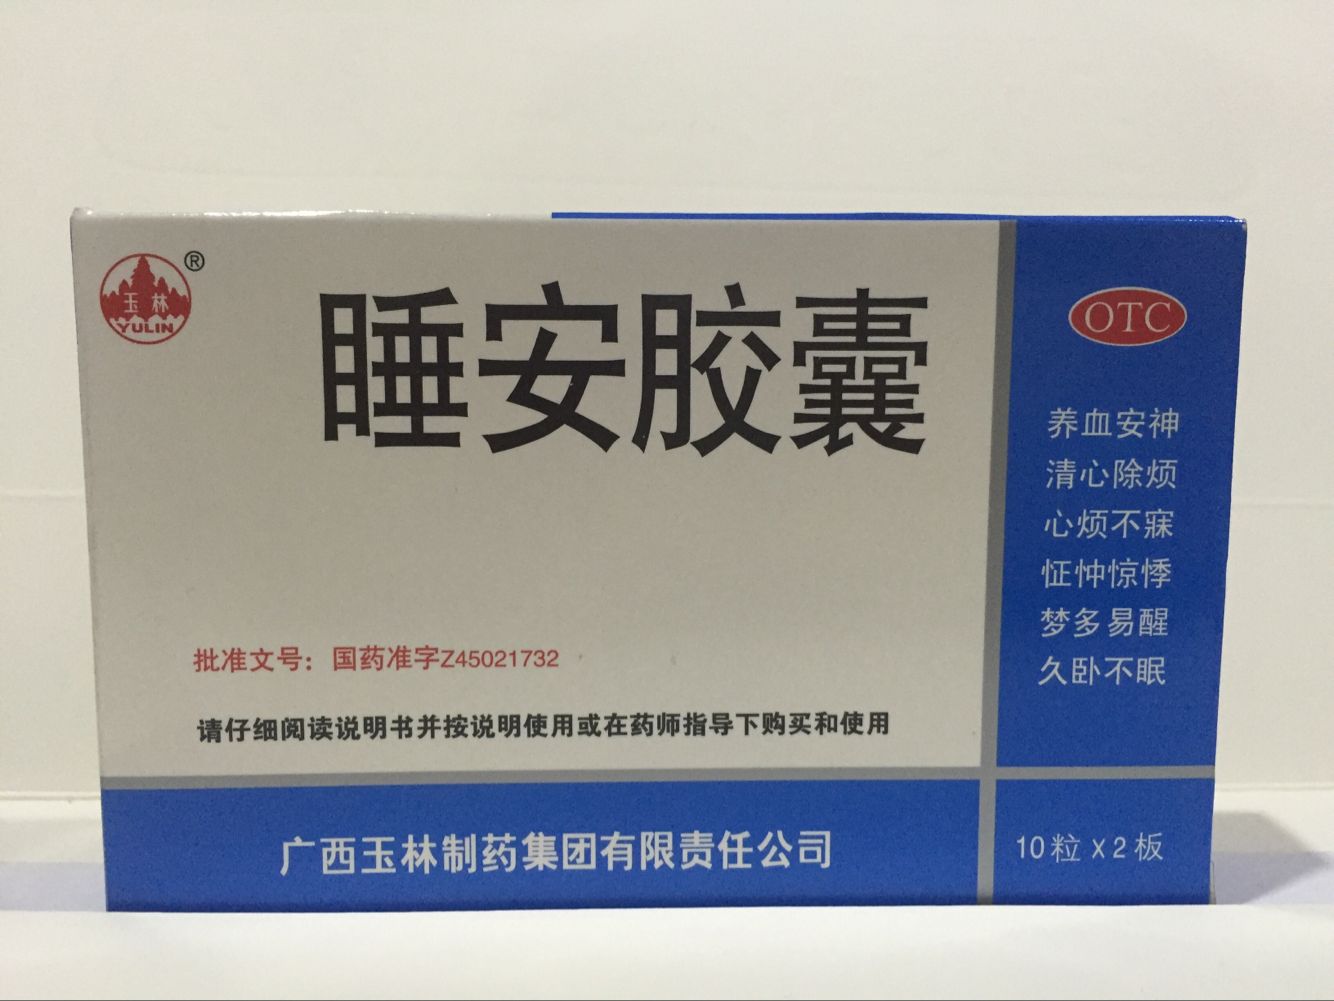 玉林
YULIN
®
睡安胶囊
OTC
养血安神
清心除烦
心烦不寐
怔忡惊悸
梦多易醒
久卧不眠
批准文号：国药准字Z45021732
请仔细阅读说明书并按说明使用或在药师指导下购买和使用
广西玉林制药集团有限责任公司
10粒 X 2 板